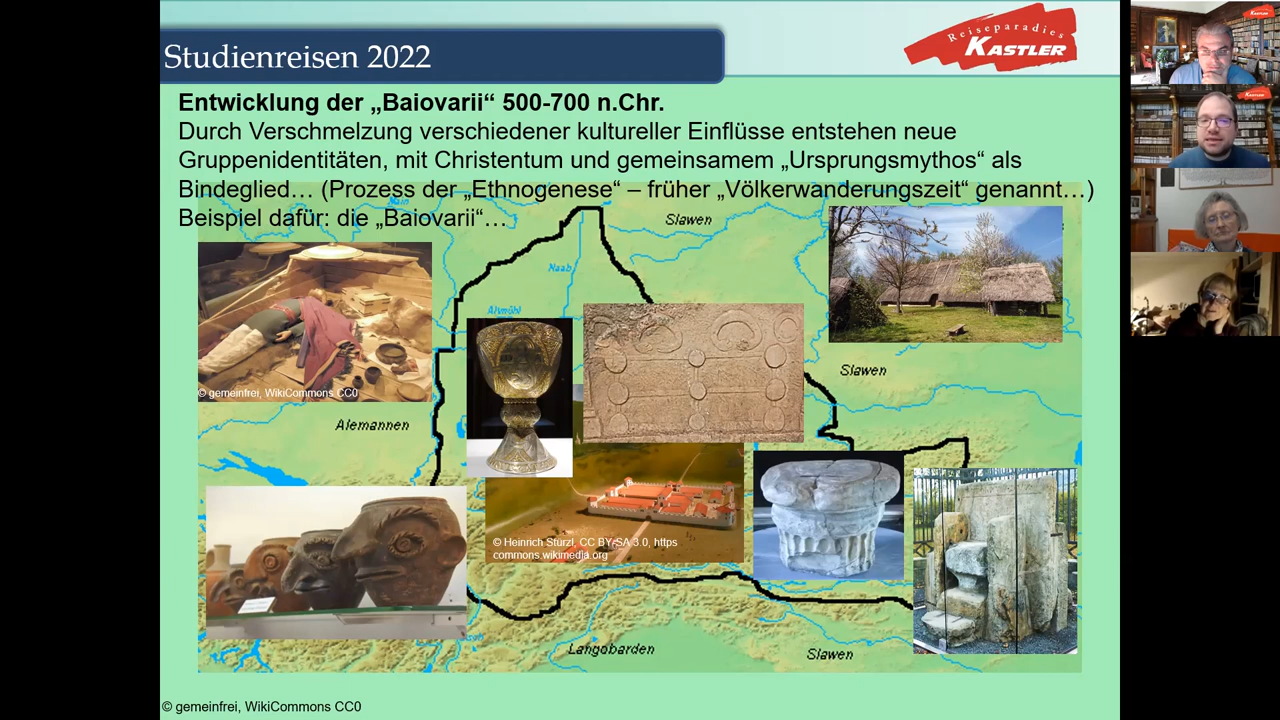 Studienreisen 2022
Reiseparadies
KASTLER
Entwicklung der „Baiovarii“ 500-700 n.Chr.
Durch Verschmelzung verschiedener kultureller Einflüsse entstehen neue
Gruppenidentitäten, mit Christentum und gemeinsamem „Ursprungsmythos“ als
Bindeglied… (Prozess der „Ethnogenese“ – früher „Völkerwanderungszeit“ genannt…)
Beispiel dafür: die „Baiovarii“…
Main
Slawen
Naab
Altmühl
© gemeinfrei, WikiCommons CC0
Slawen
Alemannen
© Heinrich Stürzl, CC BY-SA 3.0, https
commons.wikimedia.org
Langobarden
Slawen
© gemeinfrei, WikiCommons CC0
KASTLER
KASTLER